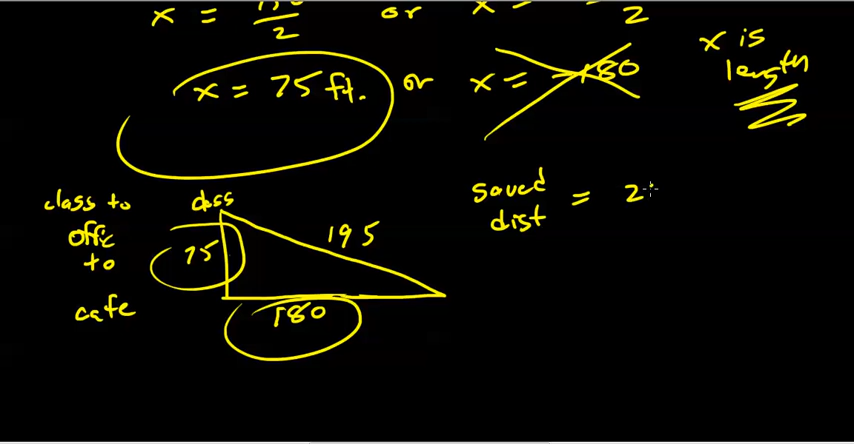 x = 2 or x = 2
x is
length
x = 75 ft. or x = -180
saved
dist = 2
class to
offic
to
cafe
class
75
195
180